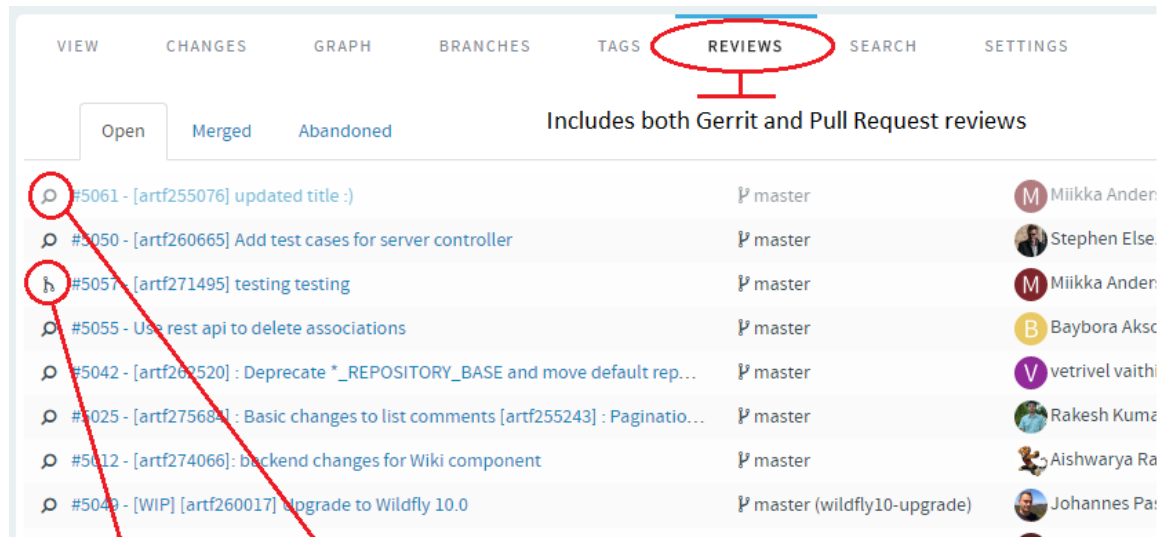 VIEW CHANGES GRAPH BRANCHES TAGS REVIEWS SEARCH SETTINGS
Includes both Gerrit and Pull Request reviews
Open Merged Abandoned
#5061 - [artf255076] updated title :) master M Miikka Anders
#5050 - [artf260665] Add test cases for server controller master Stephen Else
#5057 - [artf271495] testing testing master M Miikka Anders
#5055 - Use rest api to delete associations master B Baybora Akso
#5042 - [artf262520] : Deprecate *_REPOSITORY_BASE and move default rep... master V vetrivel vaithi
#5025 - [artf275684] : Basic changes to list comments [artf255243] : Paginatio... master Rakesh Kuma
#5012 - [artf274066]: backend changes for Wiki component master Aishwarya Ra
#5049 - [WIP] [artf260017] Upgrade to Wildfly 10.0 master (wildfly10-upgrade) Johannes Pas